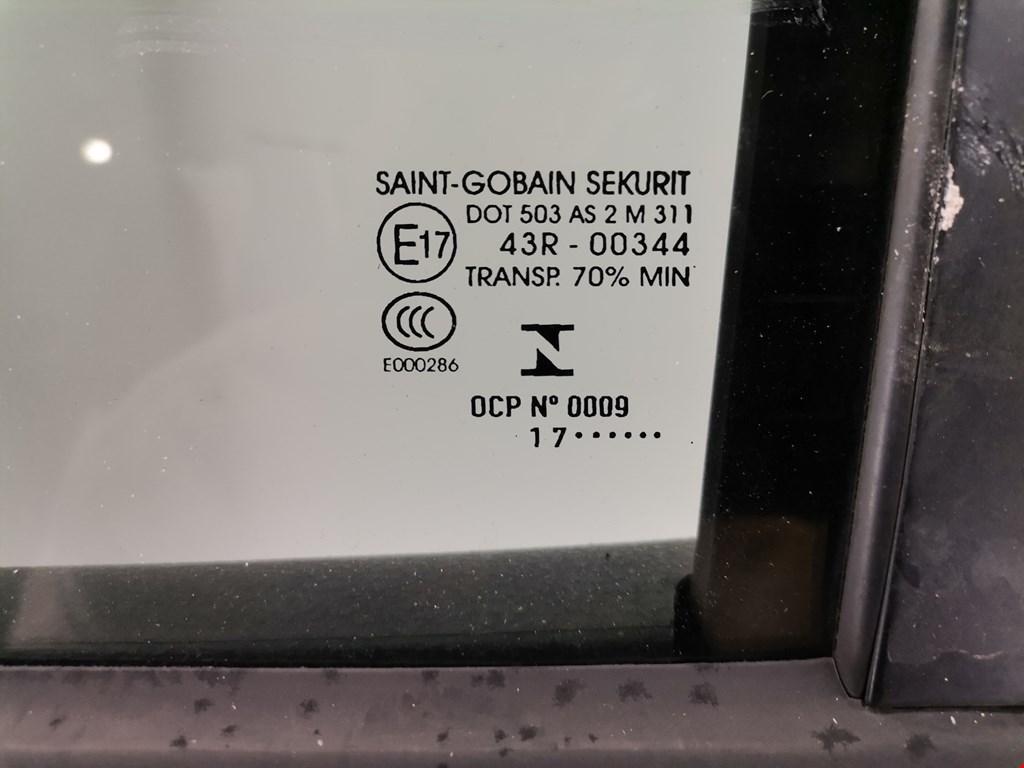 SAINT-GOBAIN SEKURIT
DOT 503 AS 2 M 311
E17
43R - 00344
TRANSP. 70% MIN
CCC
E000286
N
OCP Nº 0009
17······